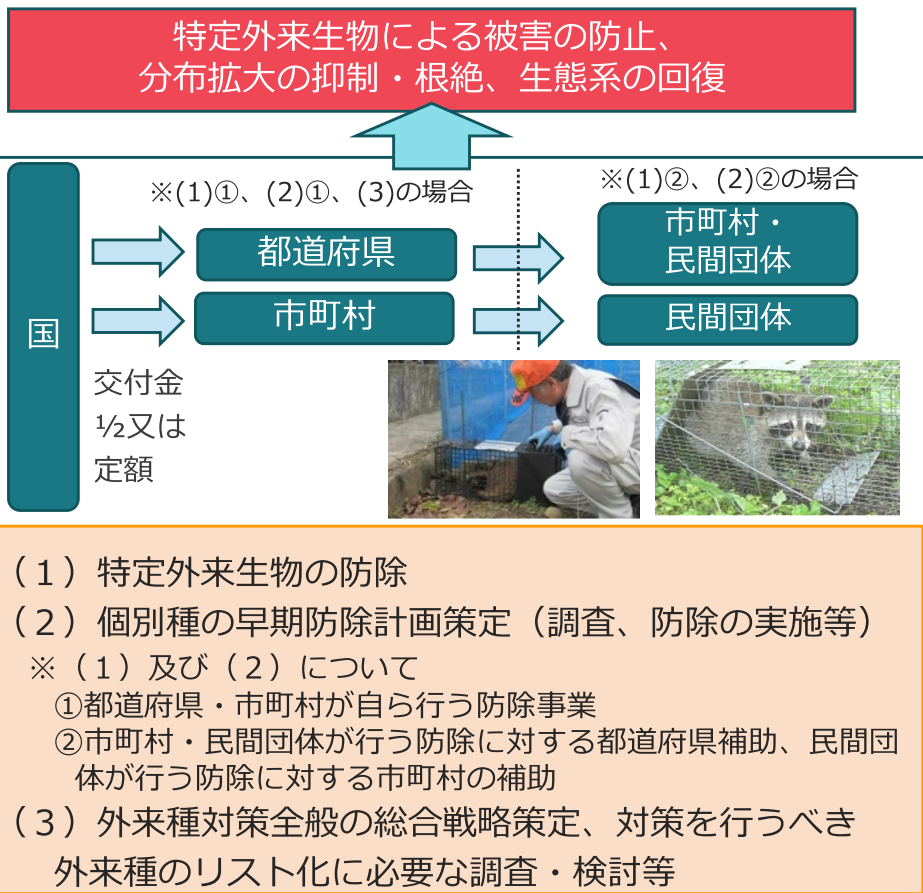 特定外来生物による被害の防止、
分布拡大の抑制・根絶、生態系の回復
※(1)①、(2)①、(3)の場合
※(1)②、(2)②の場合
国
都道府県
市町村・
民間団体
市町村
民間団体
交付金
½又は
定額
（１）特定外来生物の防除
（２）個別種の早期防除計画策定（調査、防除の実施等）
※（１）及び（２）について
①都道府県・市町村が自ら行う防除事業
②市町村・民間団体が行う防除に対する都道府県補助、民間団
体が行う防除に対する市町村の補助
（３）外来種対策全般の総合戦略策定、対策を行うべき
外来種のリスト化に必要な調査・検討等